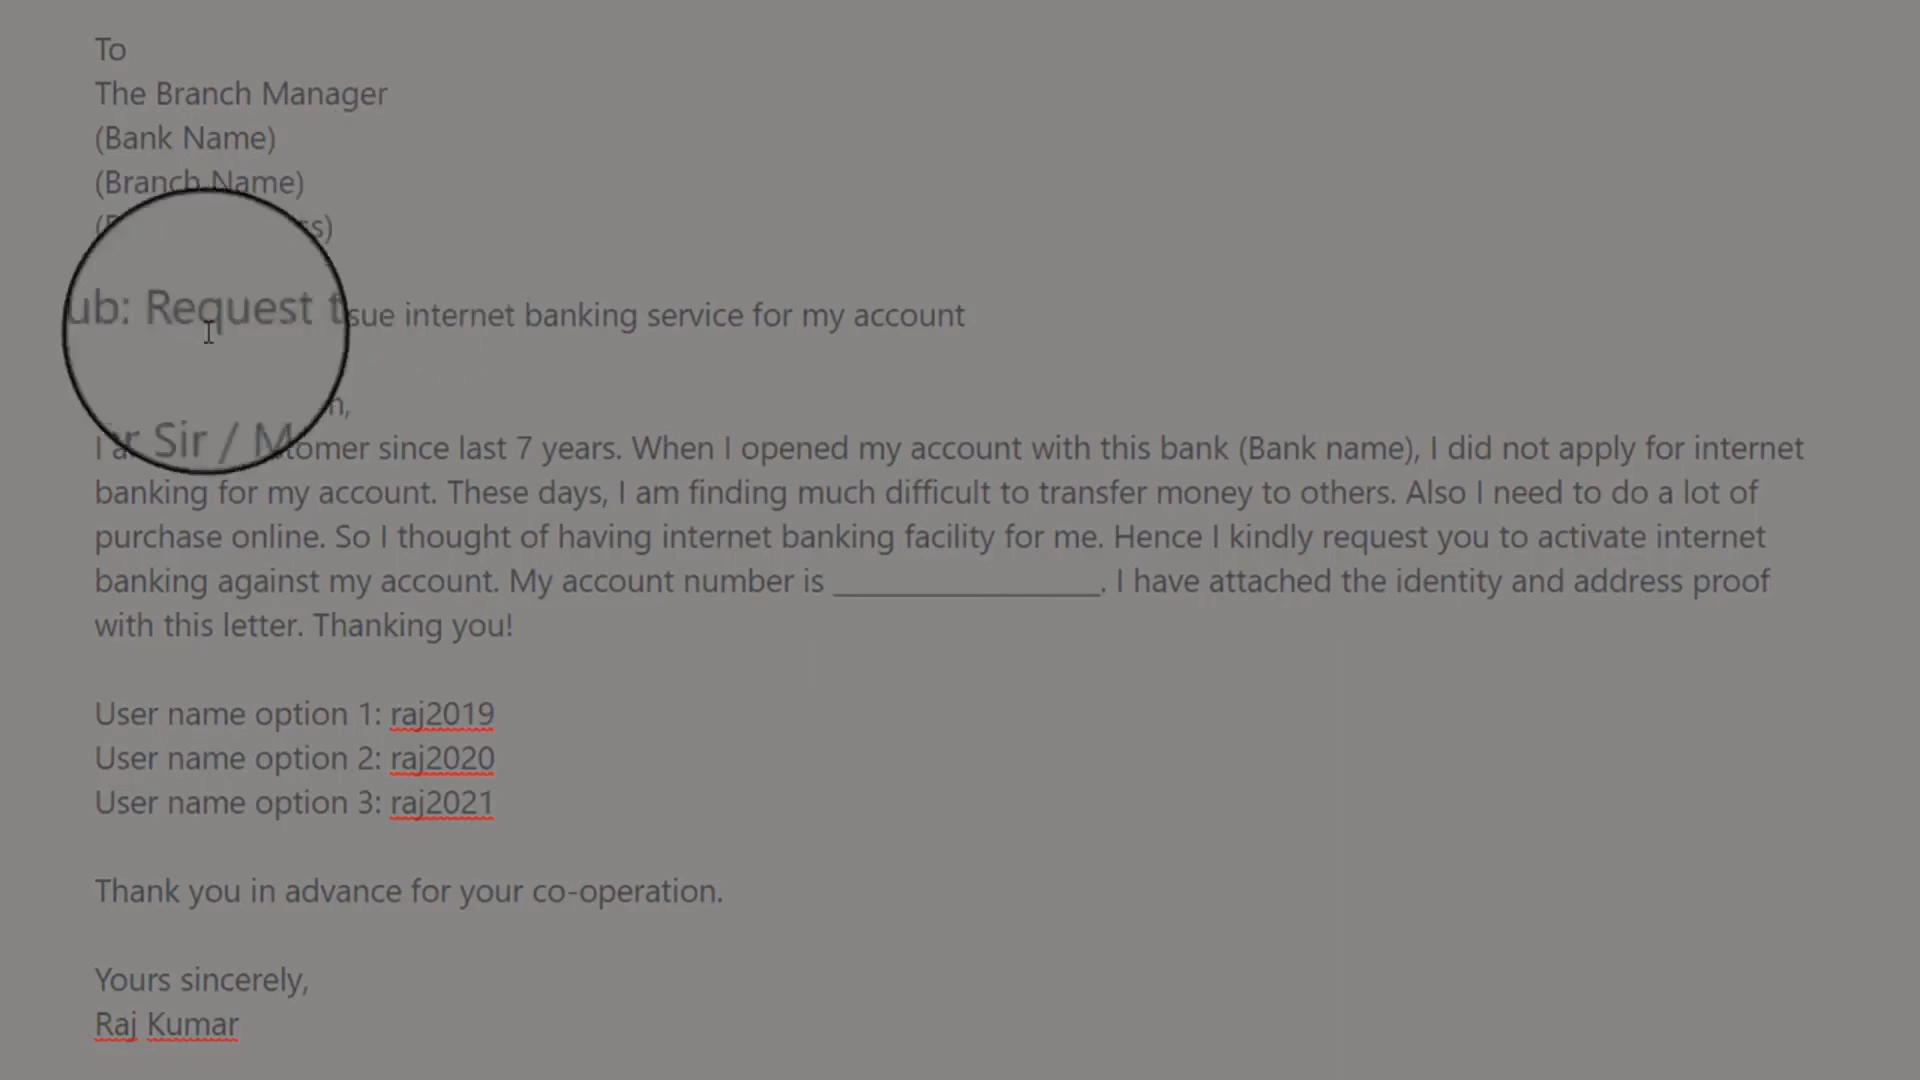 To
The Branch Manager
(Bank Name)
(Branch Name)
ub: Request
sue internet banking service for my account
Sir /
I tomer since last 7 years. When I opened my account with this bank (Bank name), I did not apply for internet
banking for my account. These days, I am finding much difficult to transfer money to others. Also I need to do a lot of
purchase online. So I thought of having internet banking facility for me. Hence I kindly request you to activate internet
banking against my account. My account number is ________________. I have attached the identity and address proof
with this letter. Thanking you!
User name option 1: raj2019
User name option 2: raj2020
User name option 3: raj2021
Thank you in advance for your co-operation.
Yours sincerely,
Raj Kumar